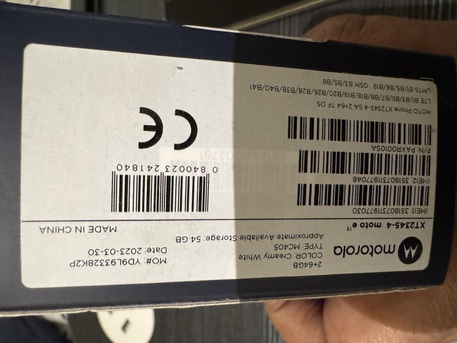 motorola
XT2345-4 moto e¹³
2+64GB
COLOR: Creamy White
TYPE: MC405
Approximate Available Storage: 54 GB
MO#: YD9L9332BK2P
Date: 2023-03-30
MADE IN CHINA
IMEI1: 351807311977030
IMEI2: 351807311977048
P/N: PAXR0010SA
0 840023 241840
CE
MOTO Phone XT2345-4 SA 2+64 TF DS
LTE B1/B3/B5/B7/B8/B18/B19/B20/B26/B28/B38/B40/B41
UMTS B1/B5/B8/B19 GSM B3/B5/B8